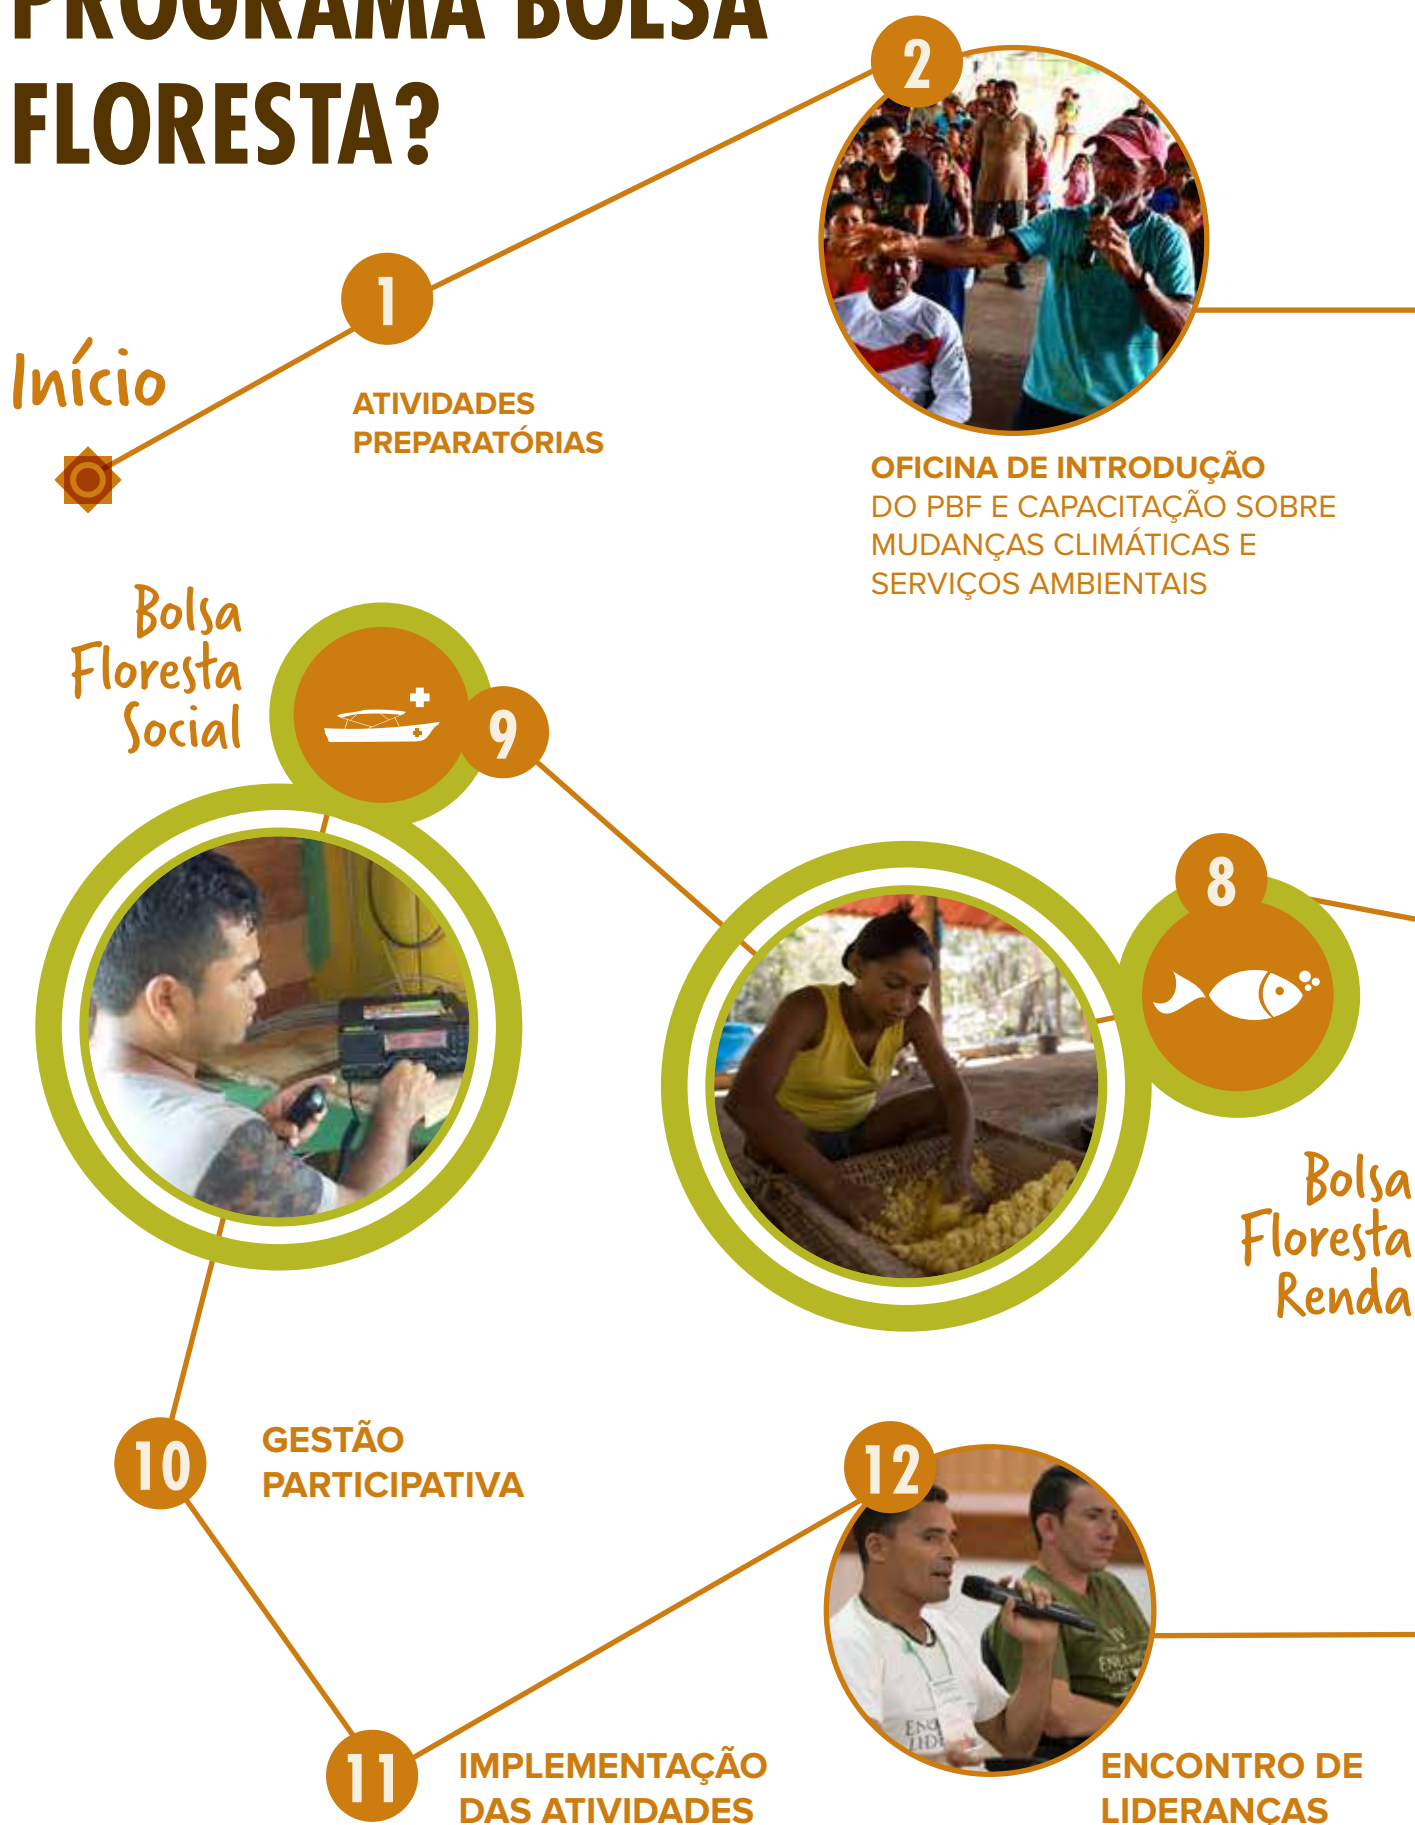 PROGRAMA BOLSA
FLORESTA?
2
1
Início
ATIVIDADES
PREPARATÓRIAS
OFICINA DE INTRODUÇÃO
DO PBF E CAPACITAÇÃO SOBRE
MUDANÇAS CLIMÁTICAS E
SERVIÇOS AMBIENTAIS
Bolsa
Floresta
Social
9
8
Bolsa
Floresta
Renda
10
GESTÃO
PARTICIPATIVA
12
11
IMPLEMENTAÇÃO
DAS ATIVIDADES
ENCONTRO DE
LIDERANÇAS